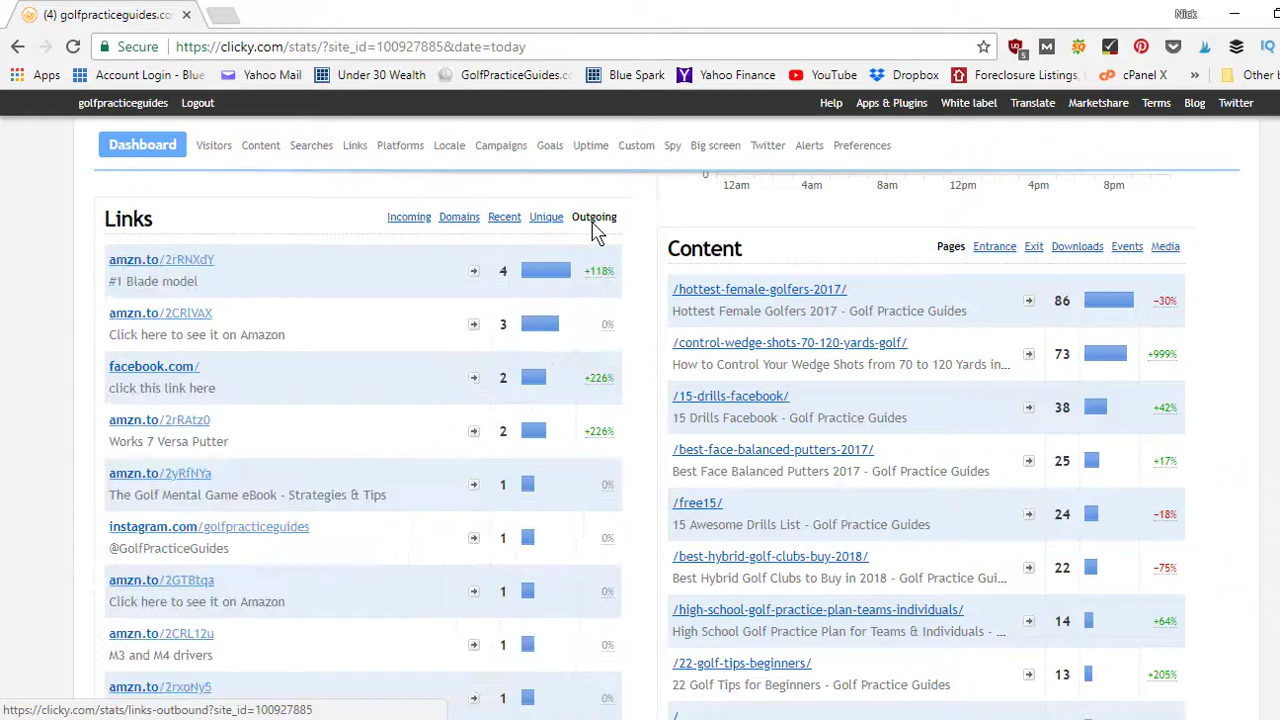 (4) golfpracticeguides.co
Nick
Secure
https://clicky.com/stats/?site_id=100927885&date=today
5
Apps
Account Login - Blue
Yahoo Mail
Under 30 Wealth
GolfPracticeGuides.co
Blue Spark
Yahoo Finance
YouTube
Dropbox
Foreclosure Listings,
cPanel X
»
Other b
golfpracticeguides
Logout
Help
Apps & Plugins
White label
Translate
Marketshare
Terms
Blog
Twitter
Dashboard
Visitors
Content
Searches
Links
Platforms
Locale
Campaigns
Goals
Uptime
Custom
Spy
Big screen
Twitter
Alerts
Preferences
0
12am 4am 8am 12pm 4pm 8pm
Links
Incoming Domains Recent Unique Outgoing
amzn.to/2rRNXdY
#1 Blade model
4 +118%
amzn.to/2CRlVAX
Click here to see it on Amazon
3 0%
facebook.com/
click this link here
2 +226%
amzn.to/2rRAtz0
Works 7 Versa Putter
2 +226%
amzn.to/2yRfNYa
The Golf Mental Game eBook - Strategies & Tips
1 0%
instagram.com/golfpracticeguides
@GolfPracticeGuides
1 0%
amzn.to/2GTBtqa
Click here to see it on Amazon
1 0%
amzn.to/2CRL12u
M3 and M4 drivers
1 0%
amzn.to/2rxoNy5
1 0%
Content
Pages Entrance Exit Downloads Events Media
/hottest-female-golfers-2017/
Hottest Female Golfers 2017 - Golf Practice Guides
86 −30%
/control-wedge-shots-70-120-yards-golf/
How to Control Your Wedge Shots from 70 to 120 Yards in...
73 +999%
/15-drills-facebook/
15 Drills Facebook - Golf Practice Guides
38 +42%
/best-face-balanced-putters-2017/
Best Face Balanced Putters 2017 - Golf Practice Guides
25 +17%
/free15/
15 Awesome Drills List - Golf Practice Guides
24 −18%
/best-hybrid-golf-clubs-buy-2018/
Best Hybrid Golf Clubs to Buy in 2018 - Golf Practice Gui...
22 −75%
/high-school-golf-practice-plan-teams-individuals/
High School Golf Practice Plan for Teams & Individuals - ...
14 +64%
/22-golf-tips-beginners/
22 Golf Tips for Beginners - Golf Practice Guides
13 +205%
https://clicky.com/stats/links-outbound?site_id=100927885